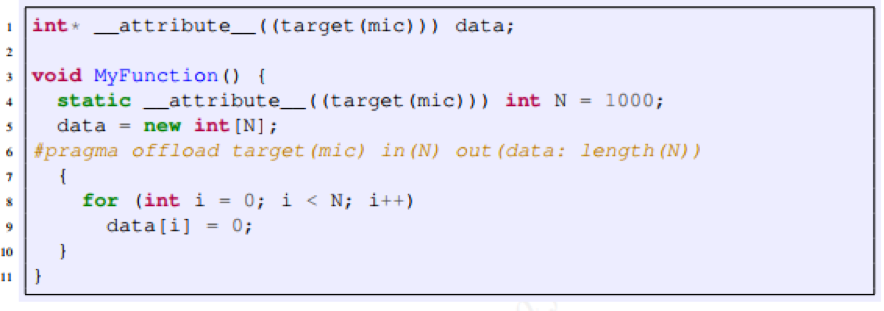 1 int* __attribute__((target(mic))) data;
2
3 void MyFunction() {
4   static __attribute__((target(mic))) int N = 1000;
5   data = new int[N];
6 #pragma offload target(mic) in(N) out(data: length(N))
7   {
8     for (int i = 0; i < N; i++)
9       data[i] = 0;
10   }
11 }